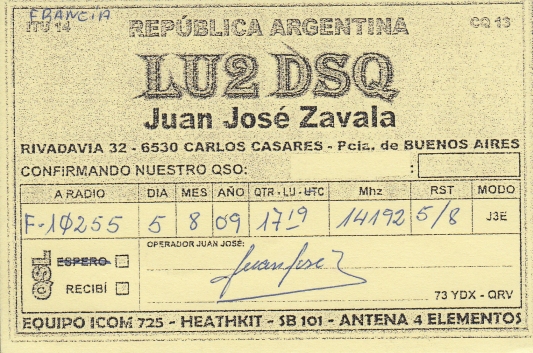 FRANCIA
ITU 14 REPÚBLICA ARGENTINA CQ 13
LU2 DSQ
Juan José Zavala
RIVADAVIA 32 - 6530 CARLOS CASARES - Pcia. de BUENOS AIRES
CONFIRMANDO NUESTRO QSO: :
A RADIO DIA MES AÑO QTR - LU - UTC Mhz RST MODO
F-10255 5 8 09 1719 14192 5/8 J3E
OPERADOR JUAN JOSÉ:
QSL ESPERO
Juan José
RECIBÍ
73 YDX - QRV
EQUIPO ICOM 725 - HEATHKIT - SB 101 - ANTENA 4 ELEMENTOS